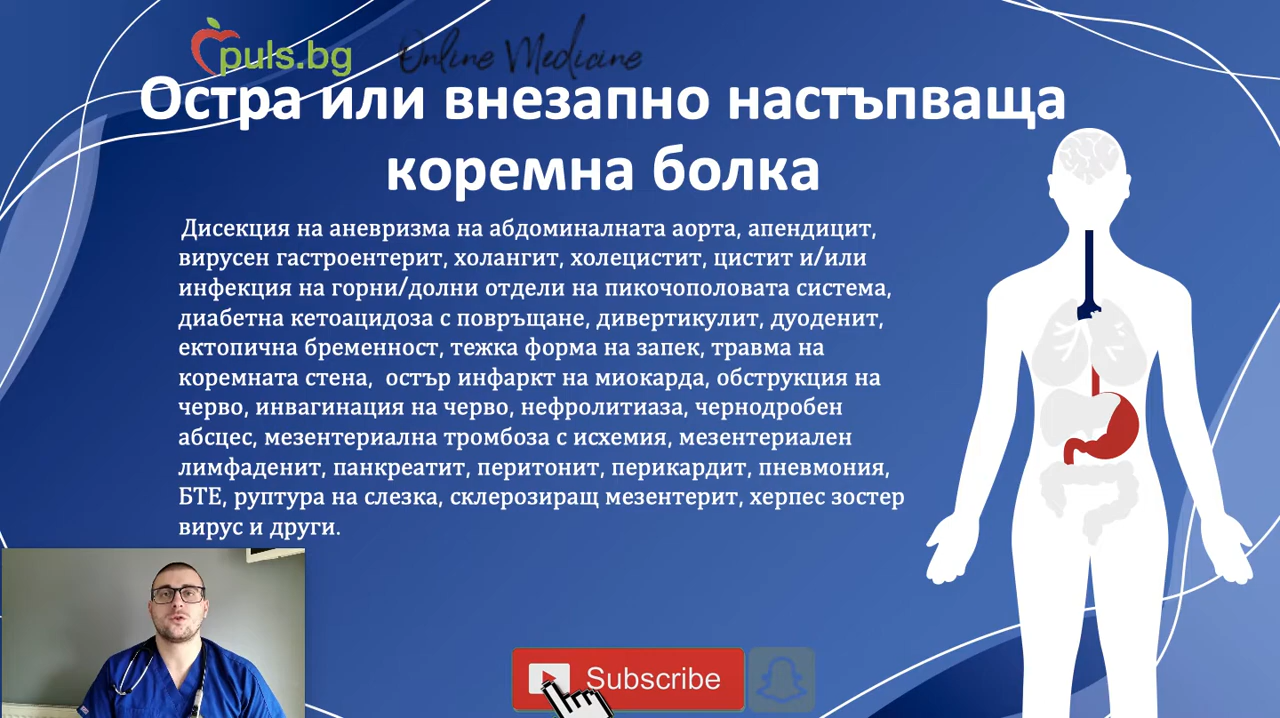 puls.bg
Online Medicine
Остра или внезапно настъпваща
коремна болка
Дисекция на аневризма на абдоминалната аорта, апендицит,
вирусен гастроентерит, холангит, холецистит, цистит и/или
инфекция на горни/долни отдели на пикочополовата система,
диабетна кетоацидоза с повръщане, дивертикулит, дуоденит,
ектопична бременност, тежка форма на запек, травма на
коремната стена, остър инфаркт на миокарда, обструкция на
черво, инвагинация на черво, нефролитиаза, чернодробен
абсцес, мезентериална тромбоза с исхемия, мезентериален
лимфаденит, панкреатит, перитонит, перикардит, пневмония,
БТЕ, руптура на слезка, склерозиращ мезентерит, херпес зостер
вирус и други.
Subscribe